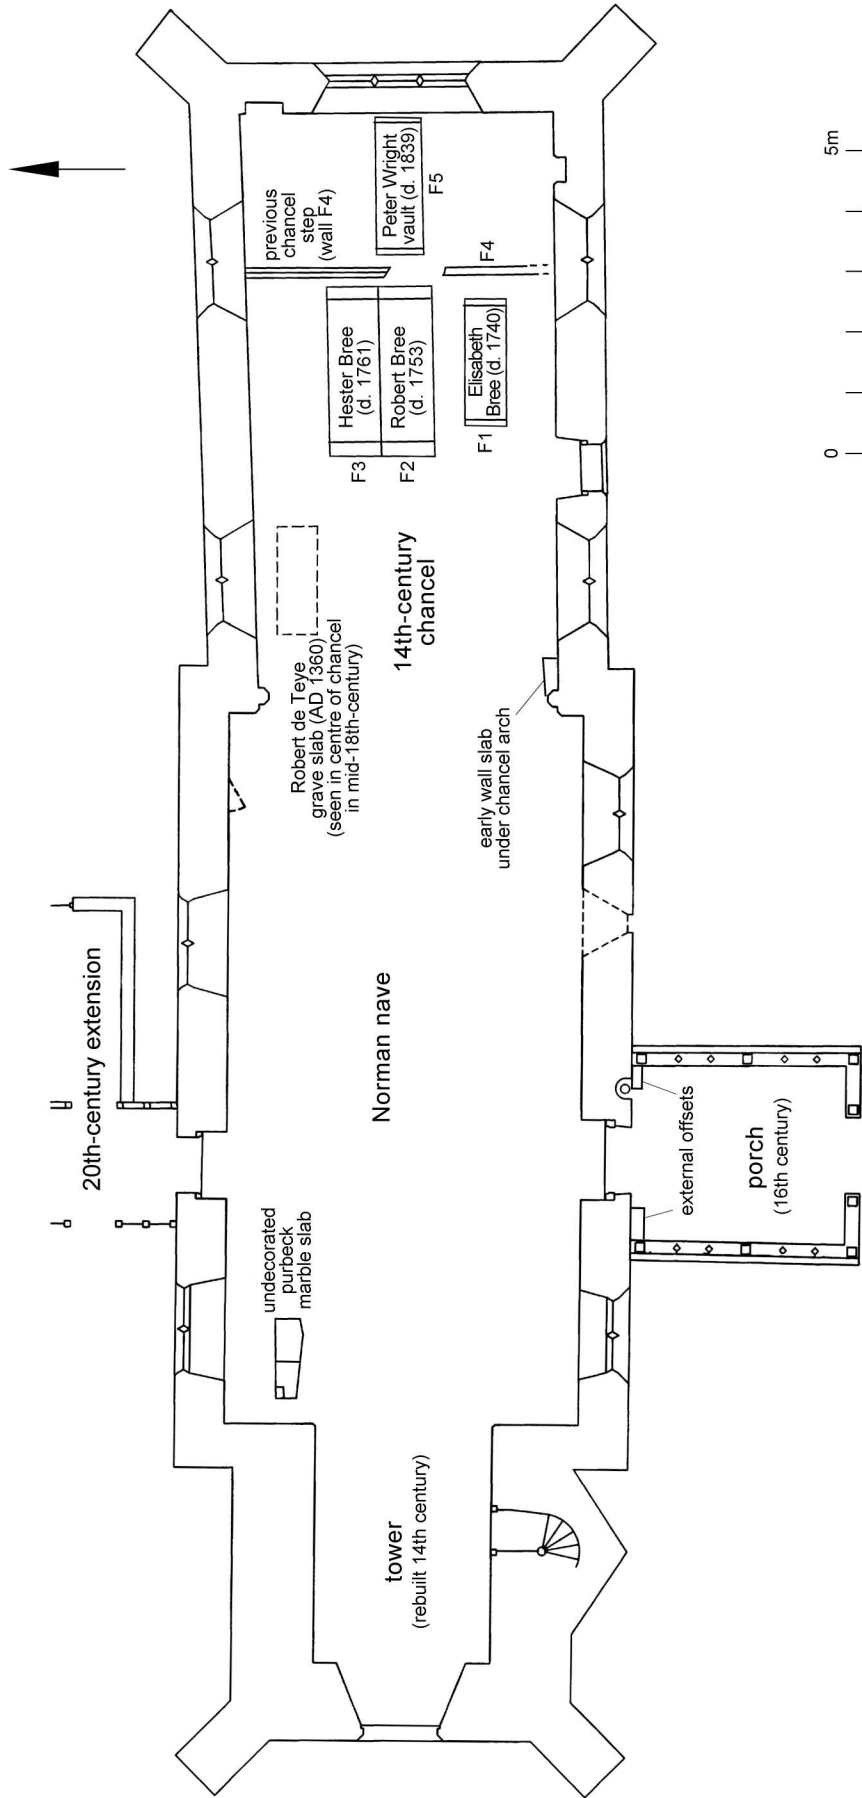 20th-century extension
undecorated
purbeck
marble slab
tower
(rebuilt 14th century)
Norman nave
Robert de Teye
grave slab (AD 1360)
(seen in centre of chancel
in mid-18th-century)
14th-century
chancel
previous
chancel
step
(wall F4)
Hester Bree
(d. 1761)
F3
Robert Bree
(d. 1753)
F2
Elisabeth
Bree (d. 1740)
F1
Peter Wright
vault (d. 1839)
F5
F4
early wall slab
under chancel arch
external offsets
porch
(16th century)
0
5m